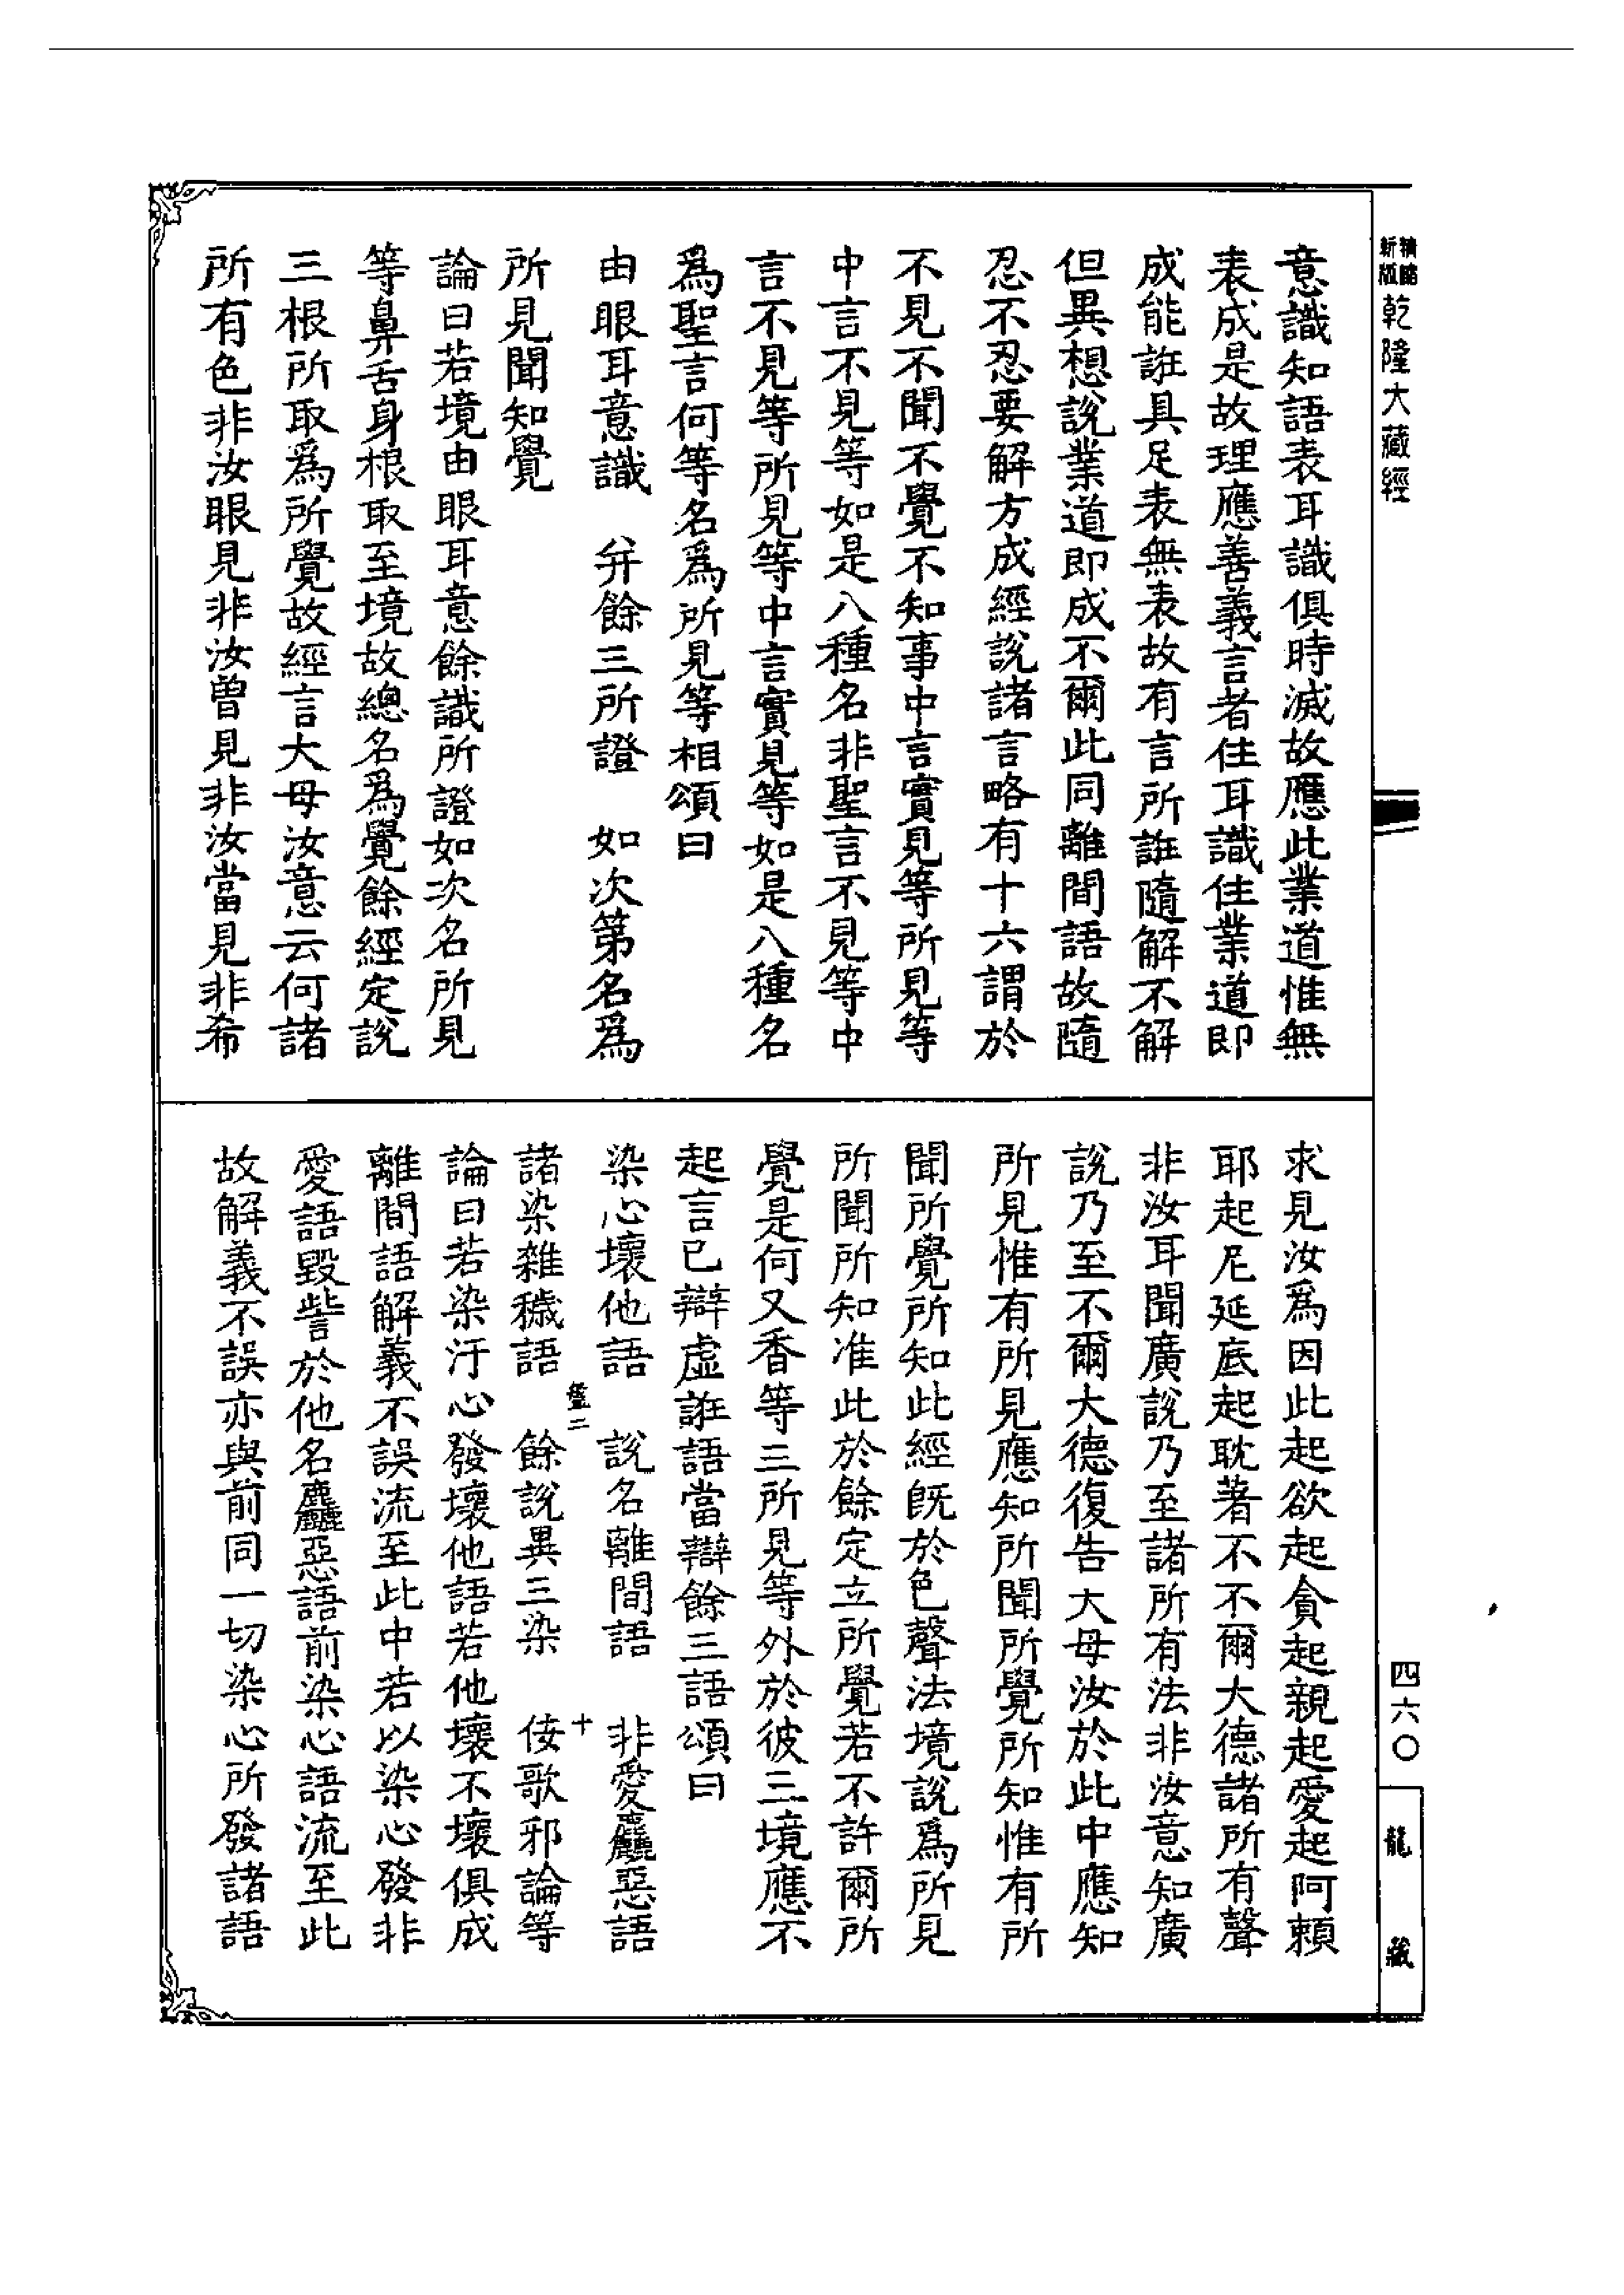 新版精縮乾隆大藏經
意識知語表耳識俱時滅故應此業道惟無
表成是故理應善義言者住耳識住業道即
成能誑具足表無表故有言所誑隨解不解
但異想說業道即成不爾此同離間語故隨
忍不忍要解方成經說諸言略有十六謂於
不見不聞不覺不知事中言實見等所見等
中言不見等如是八種名非聖言不見等中
言不見等所見等中言實見等如是八種名
爲聖言何等名爲所見等相頌曰
由眼耳意識 幷餘三所證 如次第名爲
所見聞知覺
論曰若境由眼耳意餘識所證如次名所見
等鼻舌身根取至境故總名爲覺餘經定說
三根所取爲所覺故經言大母汝意云何諸
所有色非汝眼見非汝曾見非汝當見非希
求見汝爲因此起欲起貪起親起愛起阿賴
耶起尼延底起耽著不不爾大德諸所有聲
非汝耳聞廣說乃至諸所有法非汝意知廣
說乃至不爾大德復告大母汝於此中應知
所見惟有所見應知所聞所覺所知惟有所
聞所覺所知此經旣於色聲法境說爲所見
所聞所知准此於餘定立所覺若不許爾所
覺是何又香等三所見等外於彼三境應不
起言已辯虛誑語當辯餘三語頌曰
染心壞他語 說名離間語 非愛麤惡語
諸染雜穢語 餘說異三染 佞歌邪論等
論曰若染汙心發壞他語若他壞不壞俱成
離間語解義不誤流至此中若以染心發非
愛語毀訾於他名麤惡語前染心語流至此
故解義不誤亦與前同一切染心所發諸語
四六〇
龍藏